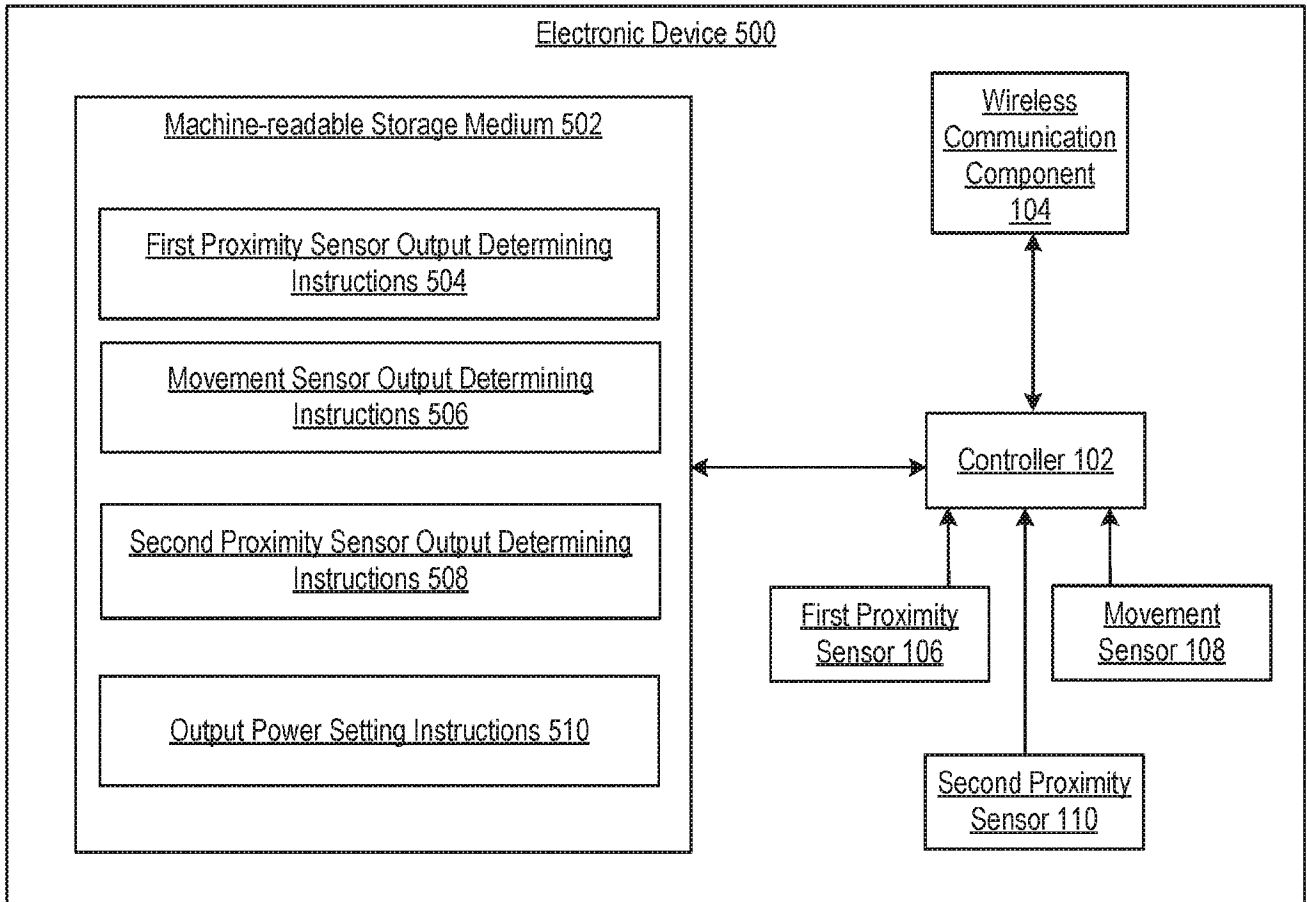 Electronic Device 500
Machine-readable Storage Medium 502
First Proximity Sensor Output Determining
Instructions 504
Movement Sensor Output Determining
Instructions 506
Second Proximity Sensor Output Determining
Instructions 508
Output Power Setting Instructions 510
Wireless
Communication
Component
104
Controller 102
First Proximity
Sensor 106
Movement
Sensor 108
Second Proximity
Sensor 110